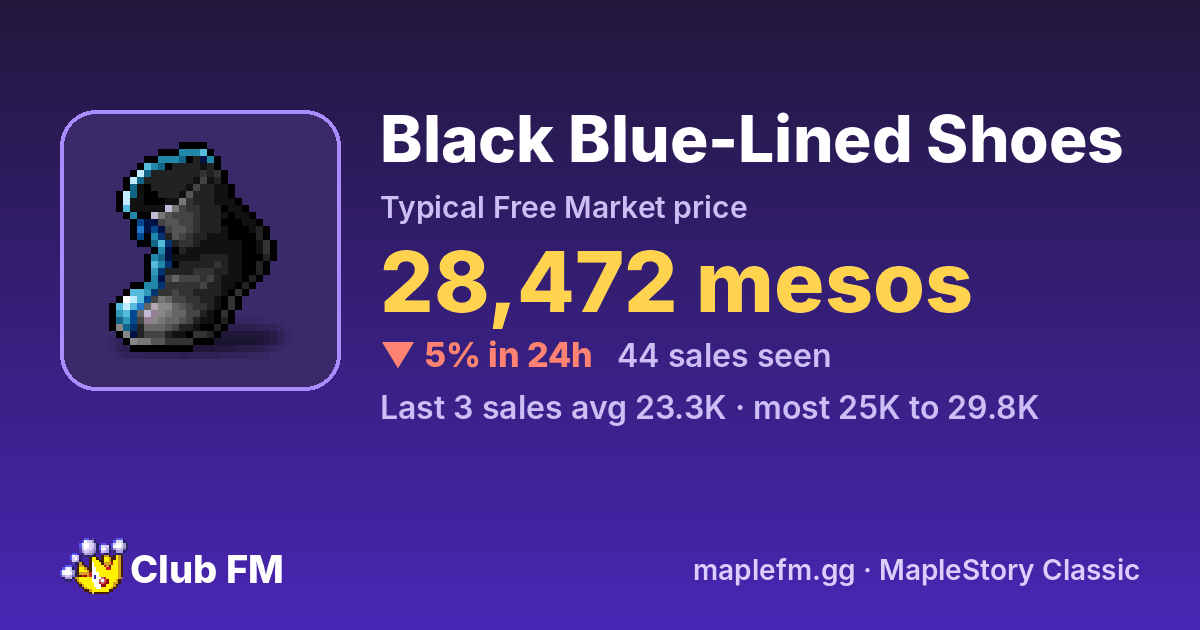 Black Blue-Lined Shoes
Typical Free Market price
28,472 mesos
▼ 5% in 24h 44 sales seen
Last 3 sales avg 23.3K · most 25K to 29.8K
Club FM
maplefm.gg · MapleStory Classic